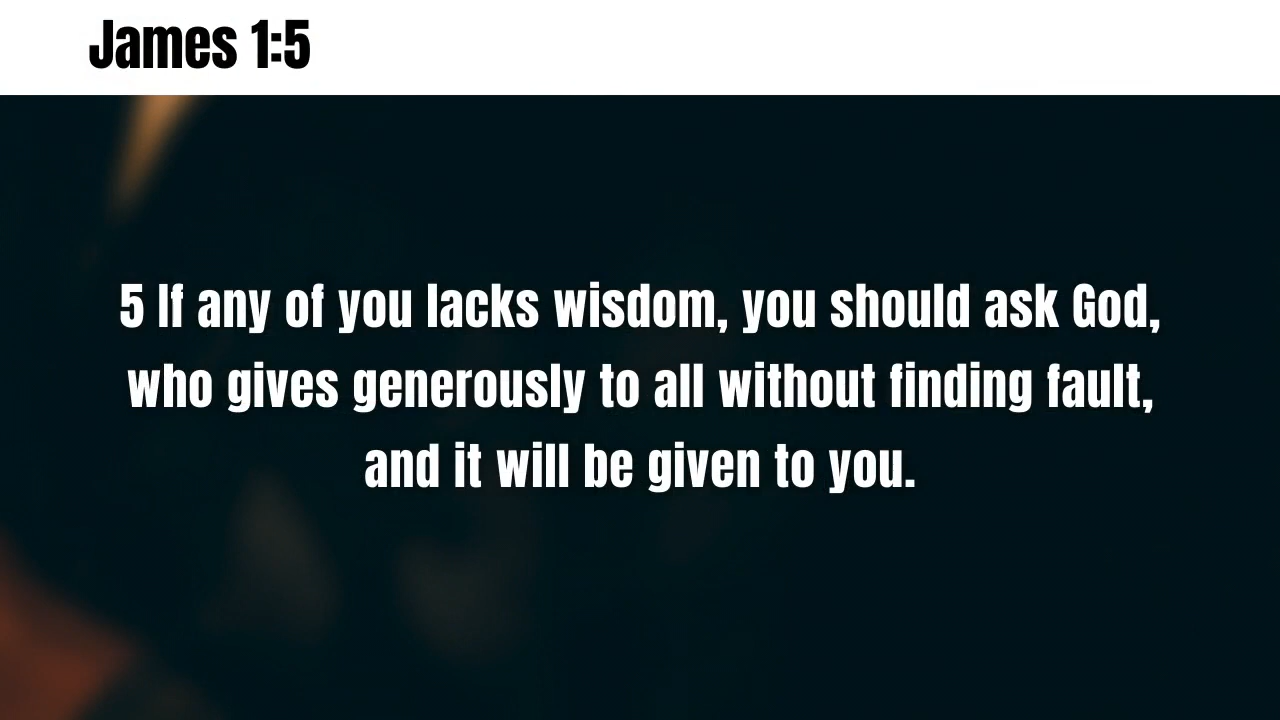 James 1:5
5 If any of you lacks wisdom, you should ask God,
who gives generously to all without finding fault,
and it will be given to you.